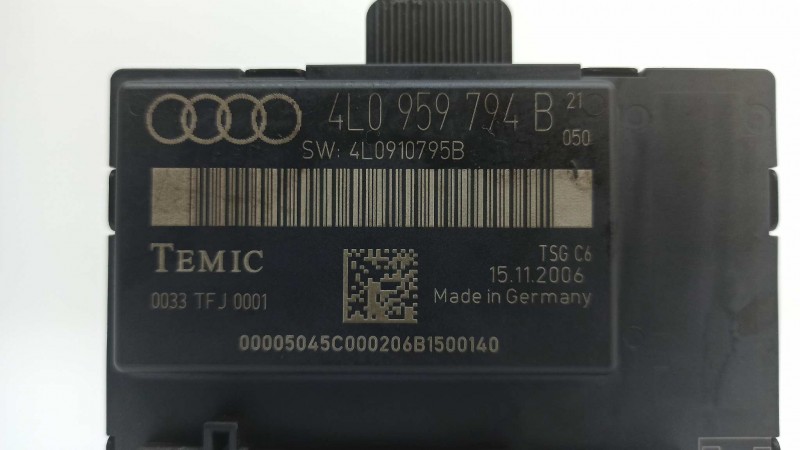 4L0 959 794 B 21
050
SW: 4L0910795B
TEMIC
TSG C6
15.11.2006
0033 TFJ 0001
Made in Germany
00005045C000206B1500140